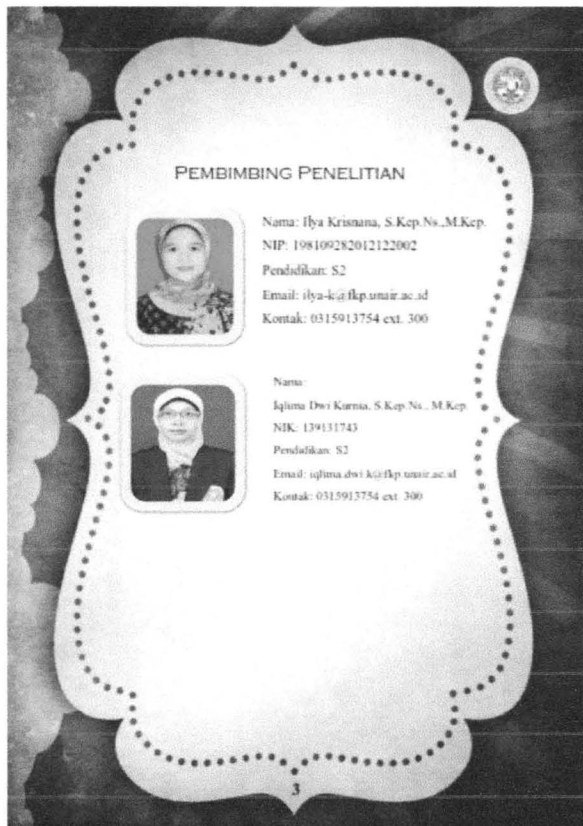 PEMBIMBING PENELITIAN
Nama: Ilya Krisnana, S.Kep.Ns.,M.Kep.
NIP: 198109282012122002
Pendidikan: S2
Email: ilya-k@fkp.unair.ac.id
Kontak: 0315913754 ext. 300
Nama:
Iqlima Dwi Kurnia, S.Kep.Ns., M.Kep.
NIK: 139131743
Pendidikan: S2
Email: iqlima.dwi.k@fkp.unair.ac.id
Kontak: 0315913754 ext. 300
3